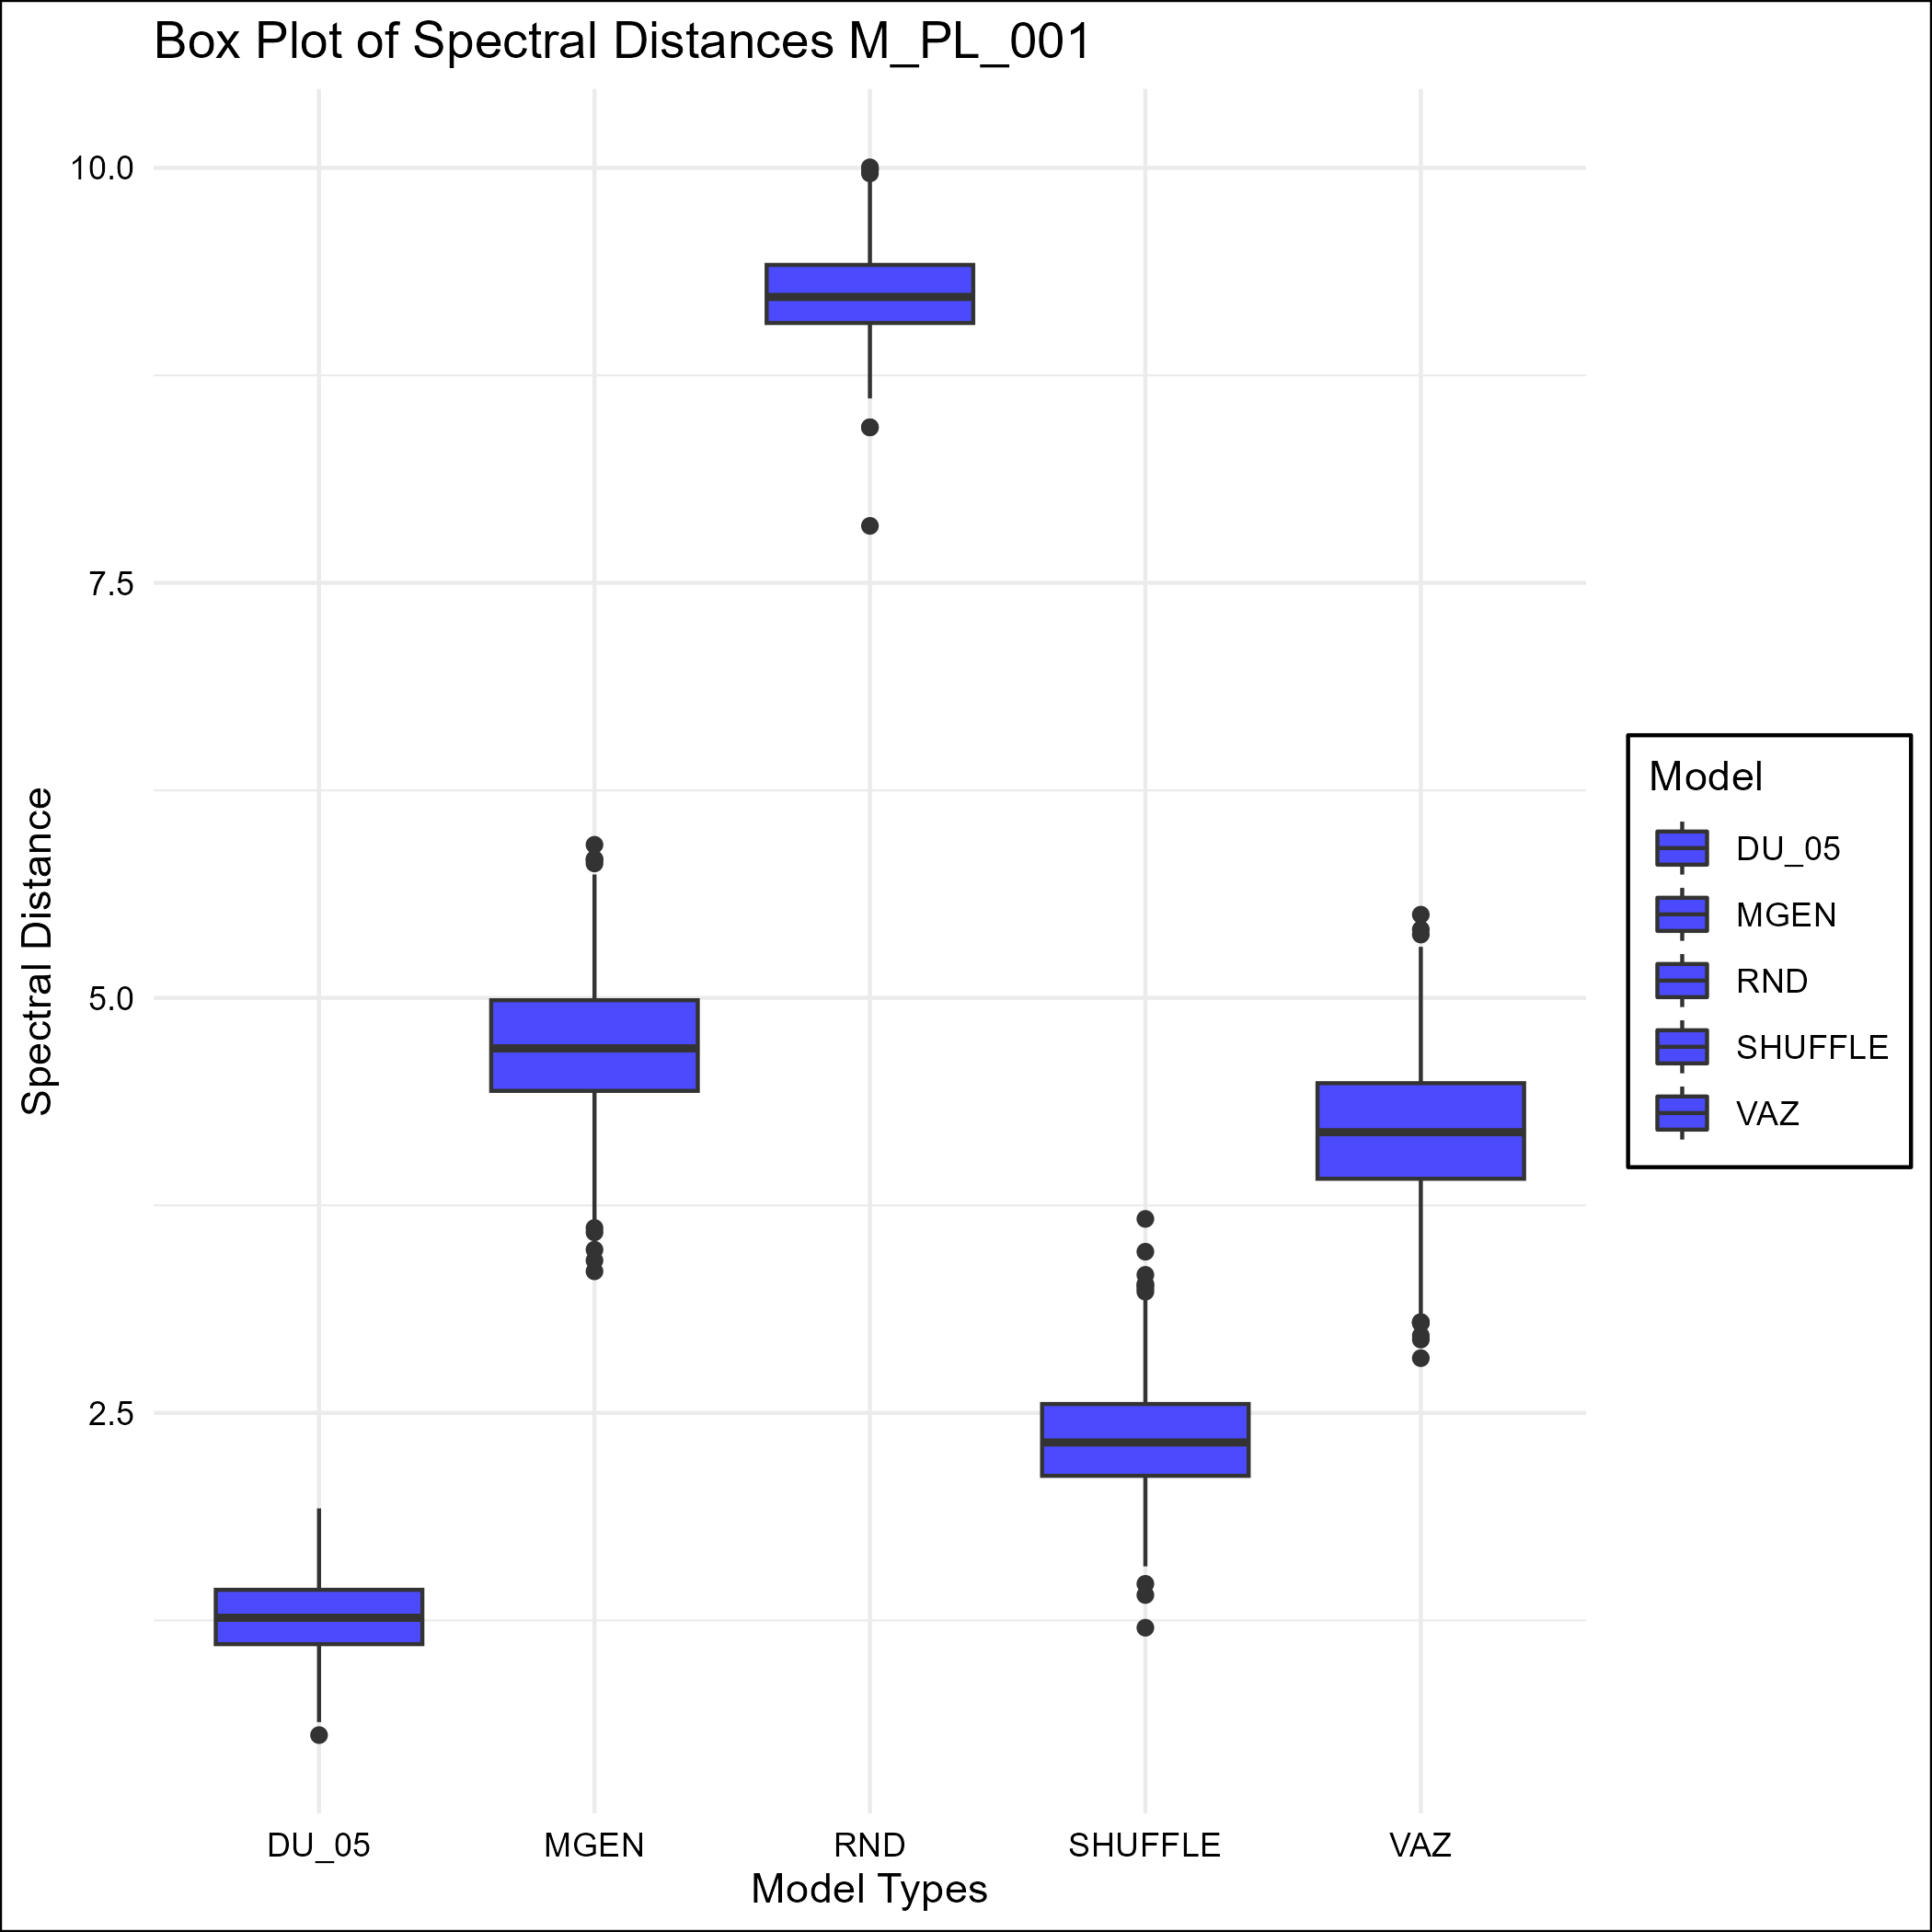 Box Plot of Spectral Distances M_PL_001
10.0
7.5
5.0
2.5
Spectral Distance
DU_05
MGEN
RND
SHUFFLE
VAZ
Model Types
Model
DU_05
MGEN
RND
SHUFFLE
VAZ